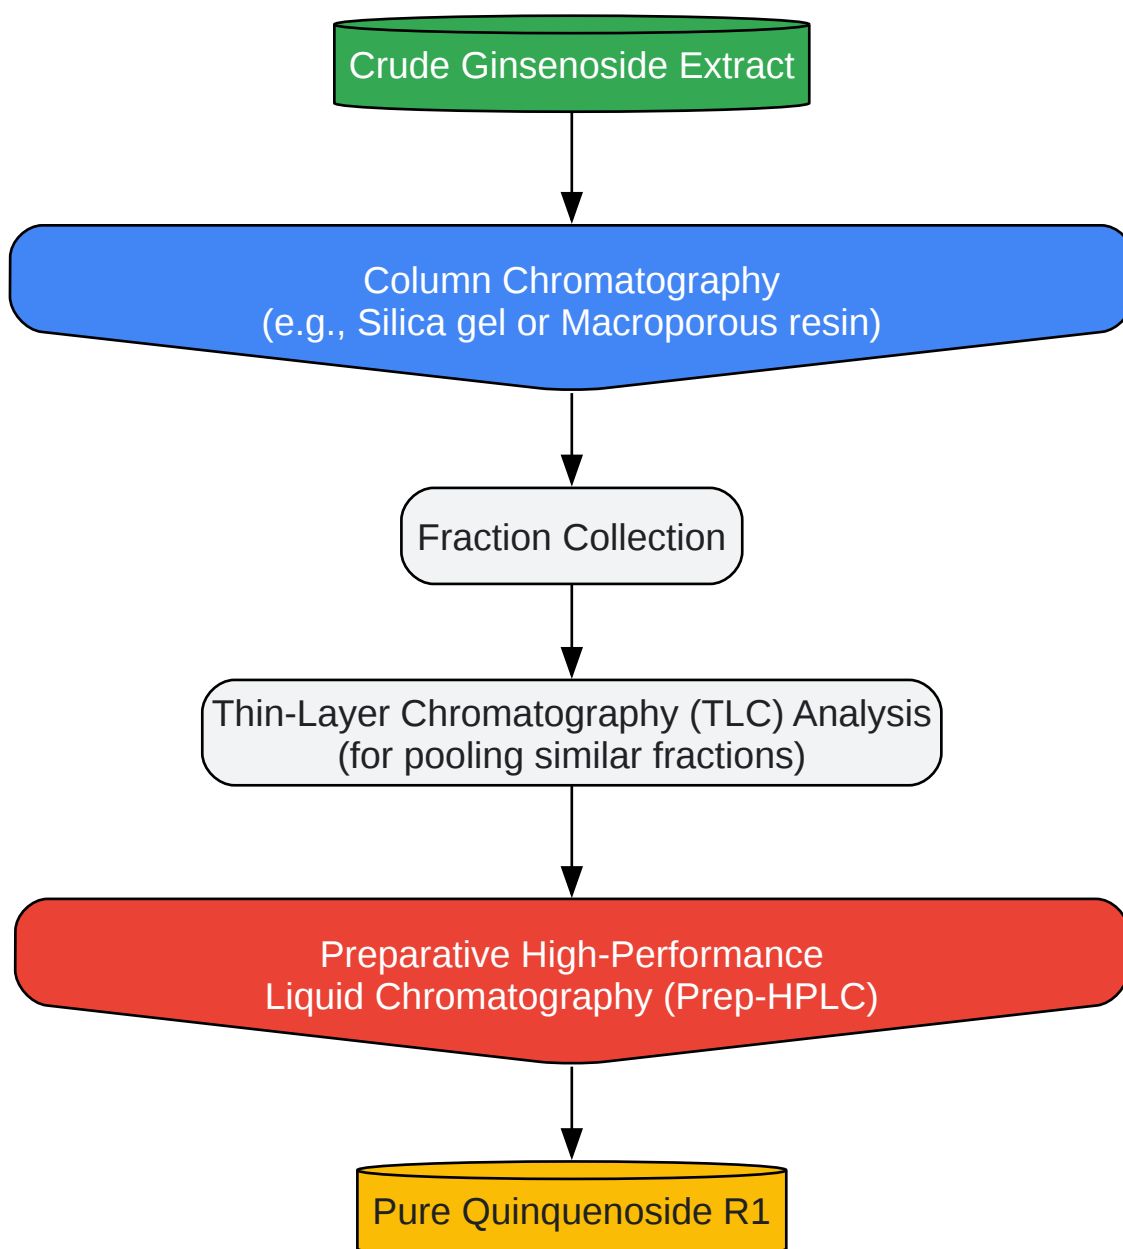 Crude Ginsenoside Extract
Column Chromatography
(e.g., Silica gel or Macroporous resin)
Fraction Collection
Thin-Layer Chromatography (TLC) Analysis
(for pooling similar fractions)
Preparative High-Performance
Liquid Chromatography (Prep-HPLC)
Pure Quinquenoside R1